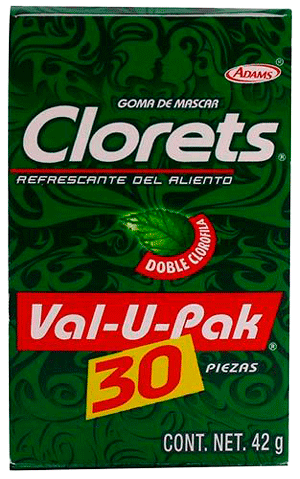 ADAMS®
GOMA DE MASCAR
Clorets®
REFRESCANTE DEL ALIENTO
DOBLE CLOROFILA
Val-U-Pak®
30 PIEZAS
CONT. NET. 42 g